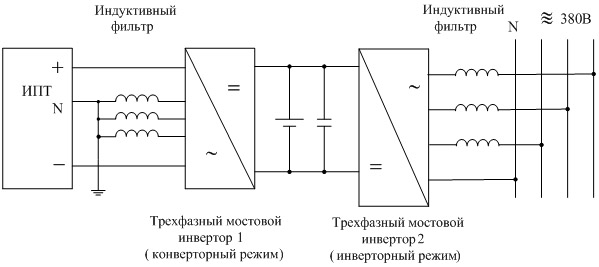 Индуктивный
фильтр
Индуктивный
фильтр
N
≈ 380В
+
ИПТ
N
−
=
~
~
=
Трехфазный мостовой
инвертор 1
( конверторный режим)
Трехфазный мостовой
инвертор 2
( инверторный режим)